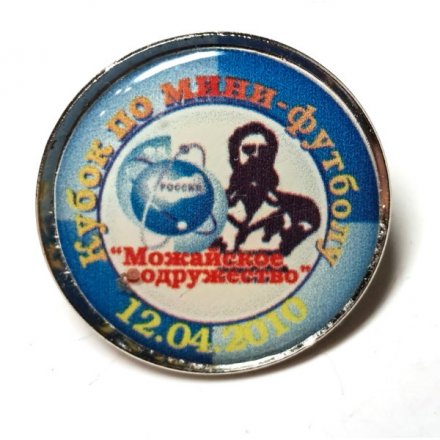 Кубок по мини-футболу
РОССИЯ
"Можайское
содружество"
12.04.2010